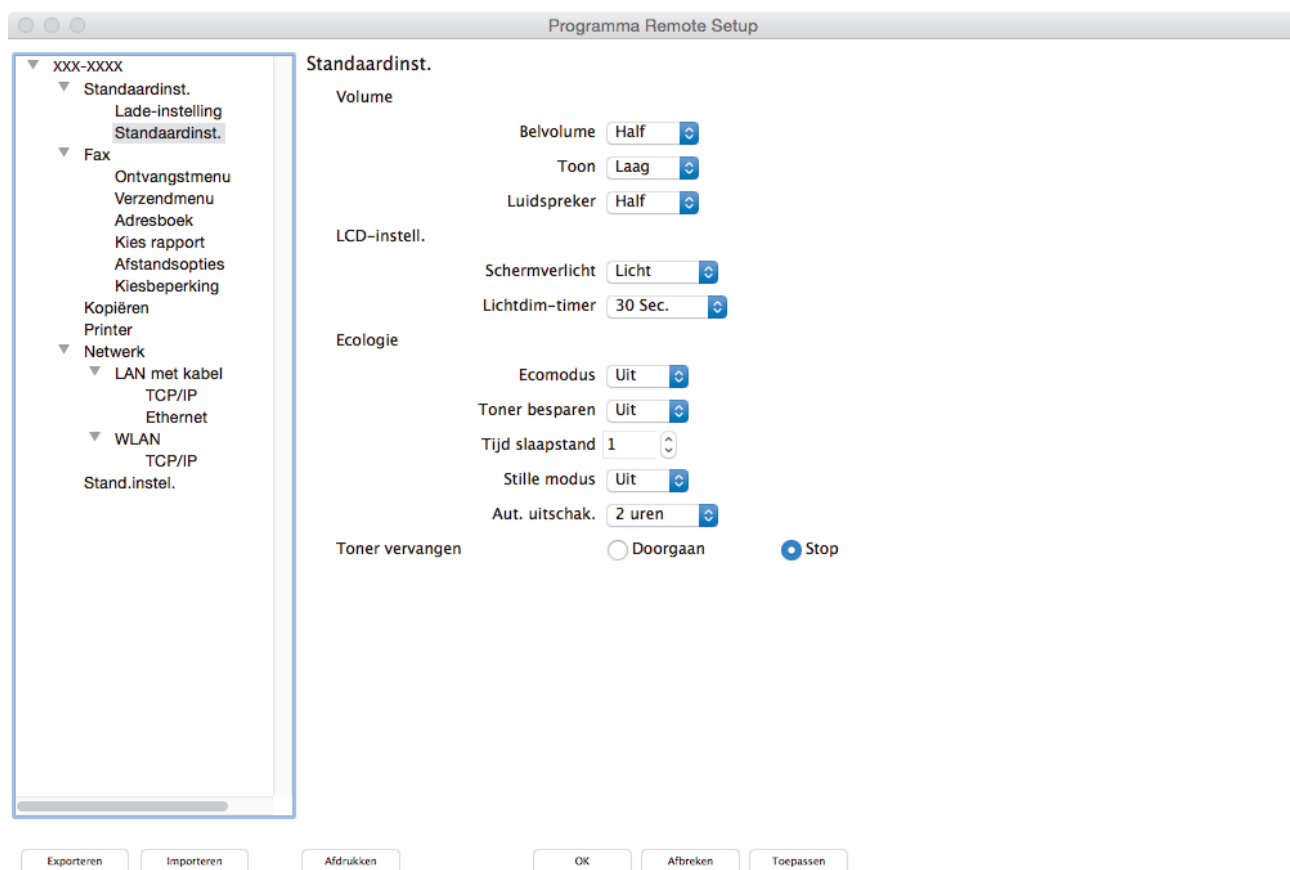 Programma Remote Setup
XXX-XXXX
Standaardinst.
Lade-instelling
Standaardinst.
Fax
Ontvangstmenu
Verzendmenu
Adresboek
Kies rapport
Afstandsopties
Kiesbeperking
Kopiëren
Printer
Netwerk
LAN met kabel
TCP/IP
Ethernet
WLAN
TCP/IP
Stand.instel.
Standaardinst.
Volume
Belvolume Half
Toon Laag
Luidspreker Half
LCD-instell.
Schermverlicht Licht
Lichtdim-timer 30 Sec.
Ecologie
Ecomodus Uit
Toner besparen Uit
Tijd slaapstand 1
Stille modus Uit
Aut. uitschak. 2 uren
Toner vervangen Doorgaan Stop
Exporteren Importeren Afdrukken OK Afbreken Toepassen